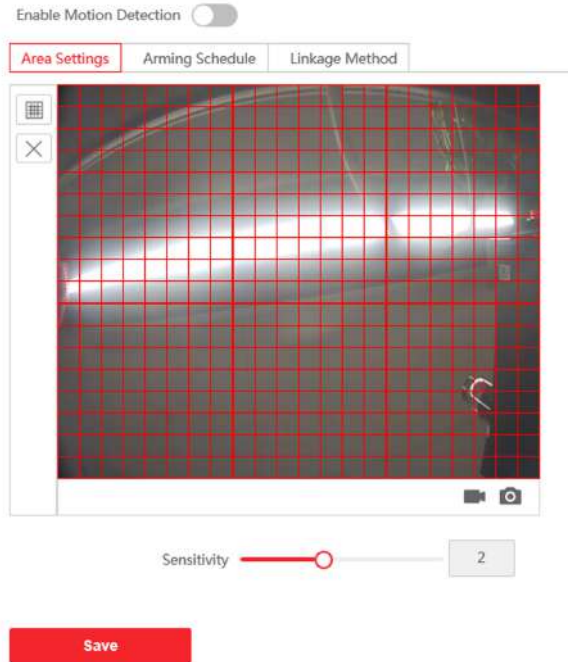 Enable Motion Detection
Area Settings Arming Schedule Linkage Method
Sensitivity 2
Save